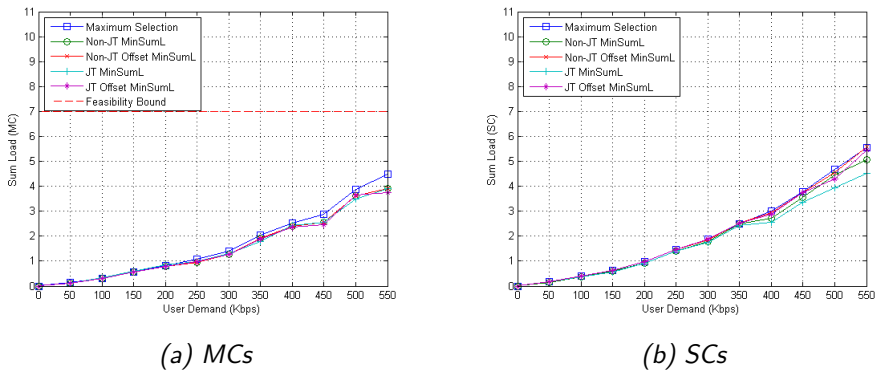 Maximum Selection
Non-JT MinSumL
Non-JT Offset MinSumL
JT MinSumL
JT Offset MinSumL
Feasibility Bound
11
10
9
8
7
6
5
4
3
2
1
0
Sum Load (MC)
0 50 100 150 200 250 300 350 400 450 500 550
User Demand (Kbps)
(a) MCs
Maximum Selection
Non-JT MinSumL
Non-JT Offset MinSumL
JT MinSumL
JT Offset MinSumL
11
10
9
8
7
6
5
4
3
2
1
0
Sum Load (SC)
0 50 100 150 200 250 300 350 400 450 500 550
User Demand (Kbps)
(b) SCs